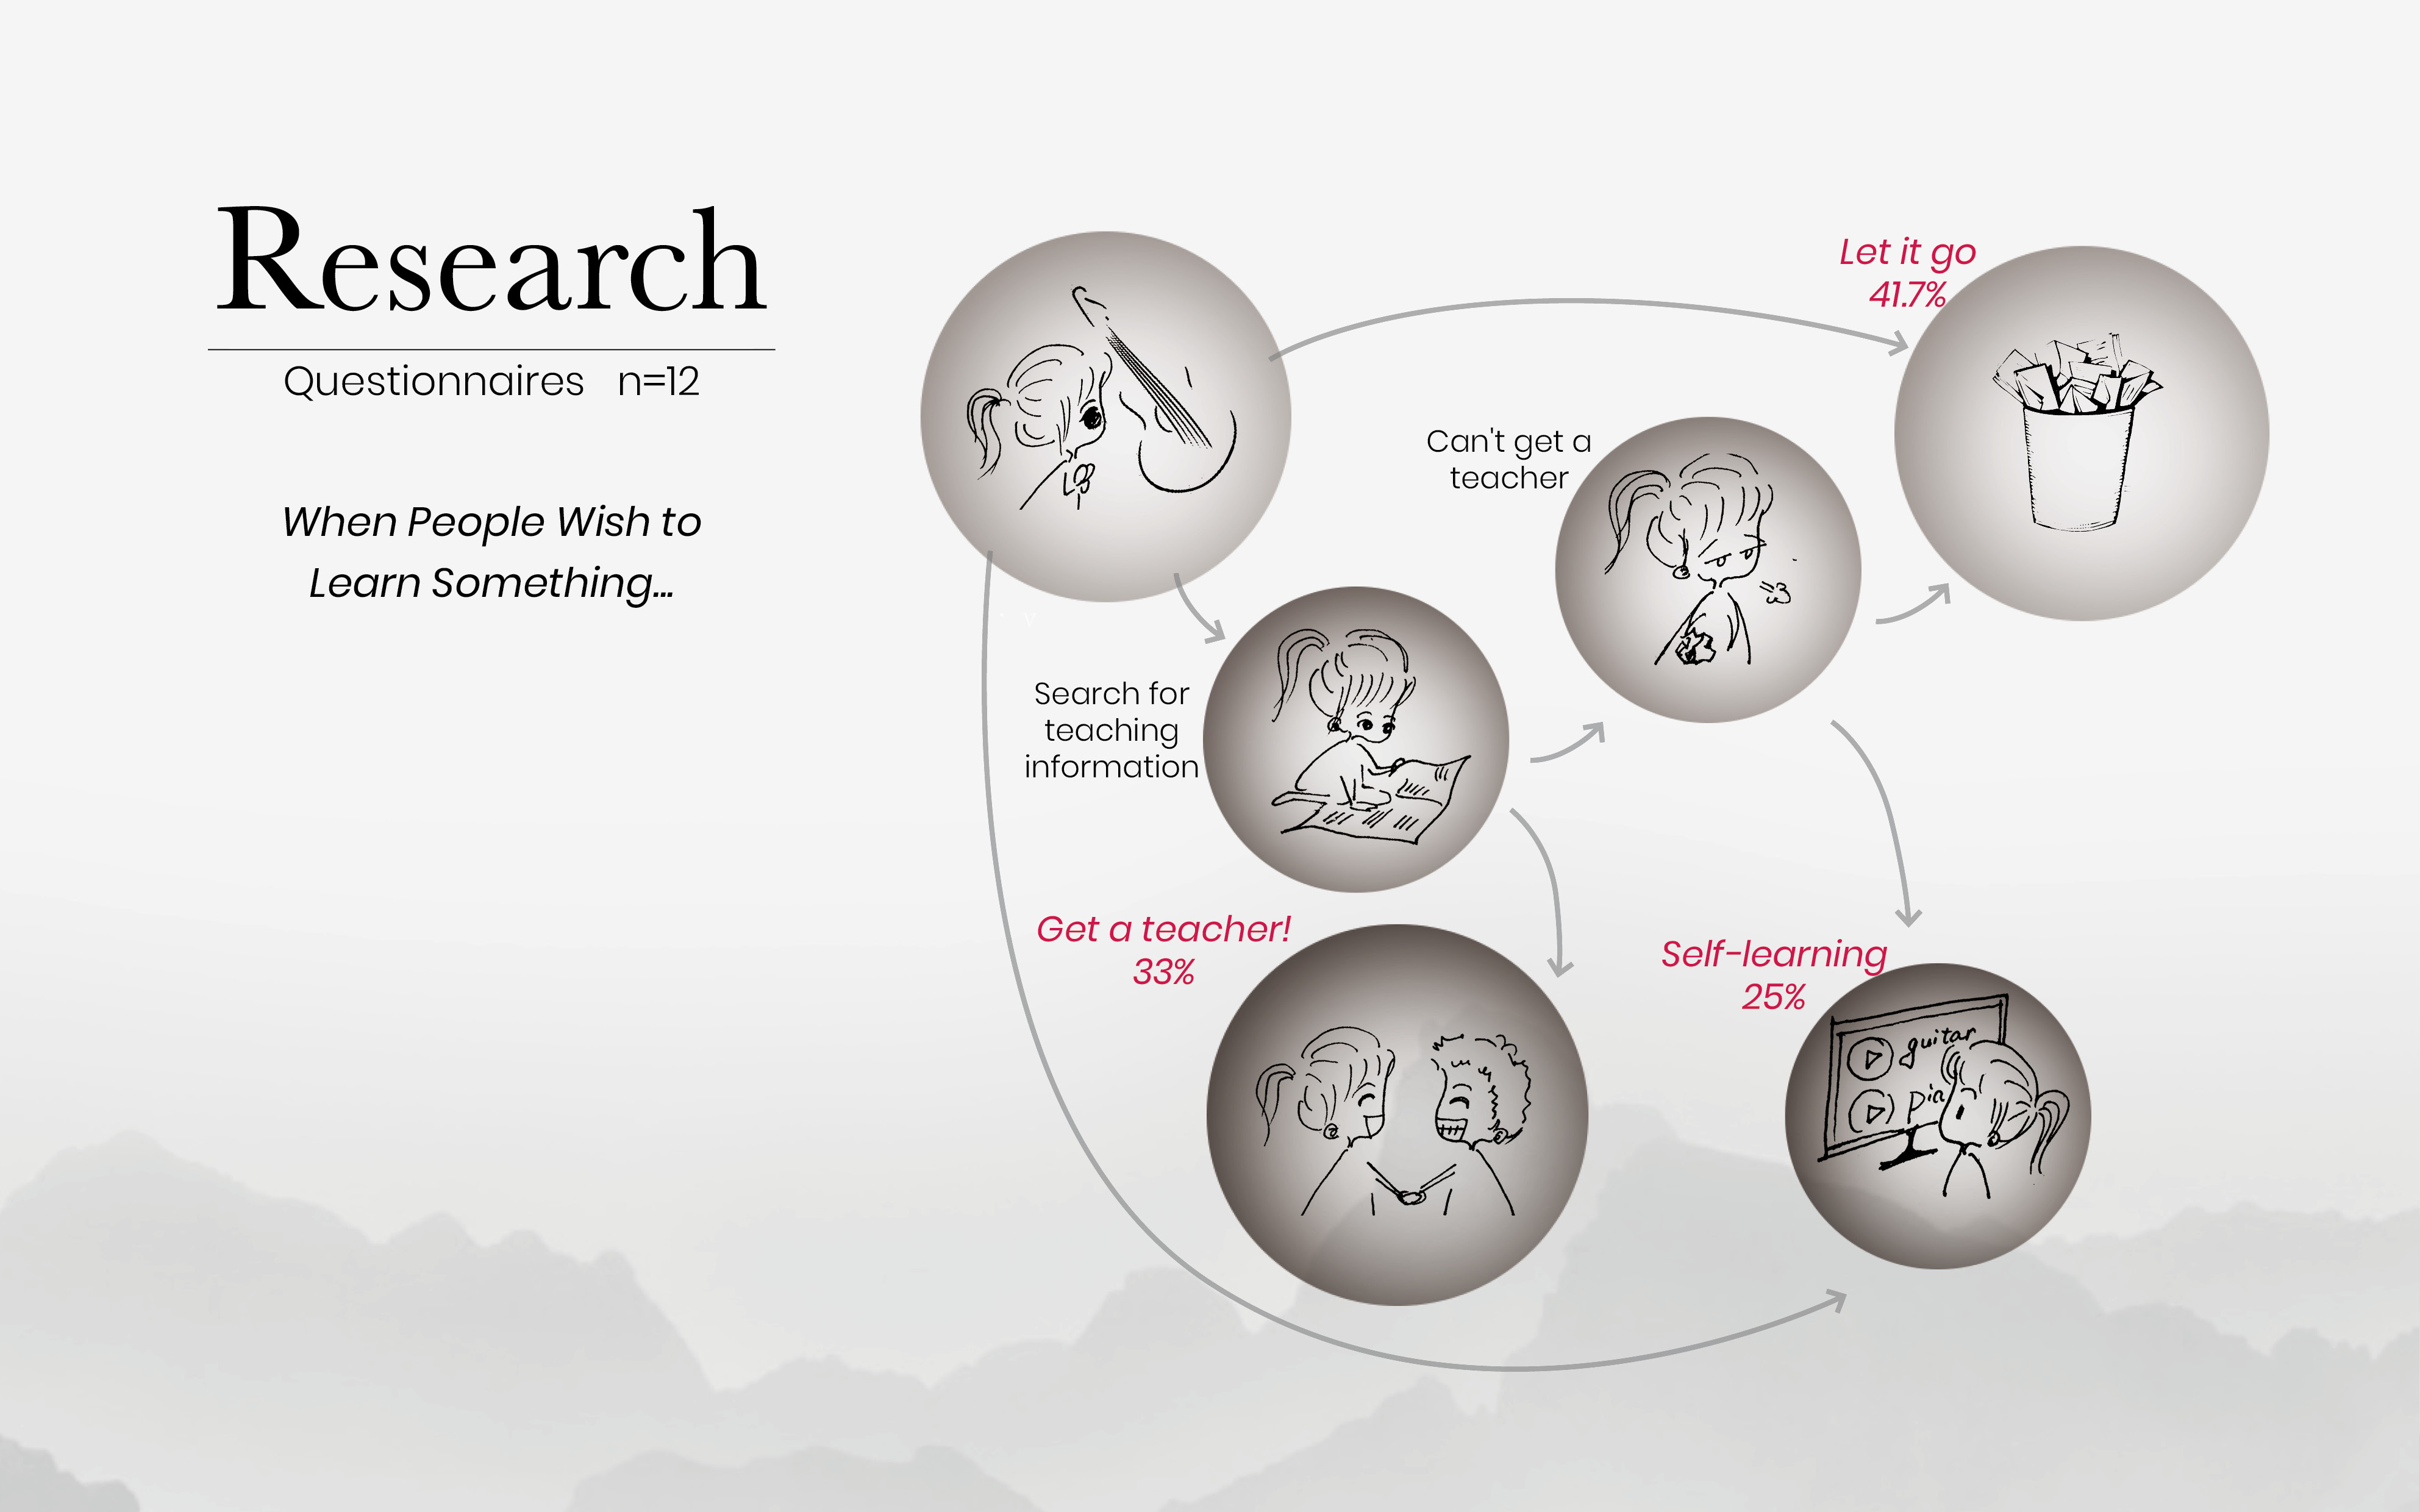 Research
Questionnaires n=12
When People Wish to
Learn Something...
Let it go
41.7%
Can't get a
teacher
Search for
teaching
information
Get a teacher!
33%
Self-learning
25%
guitar
pia